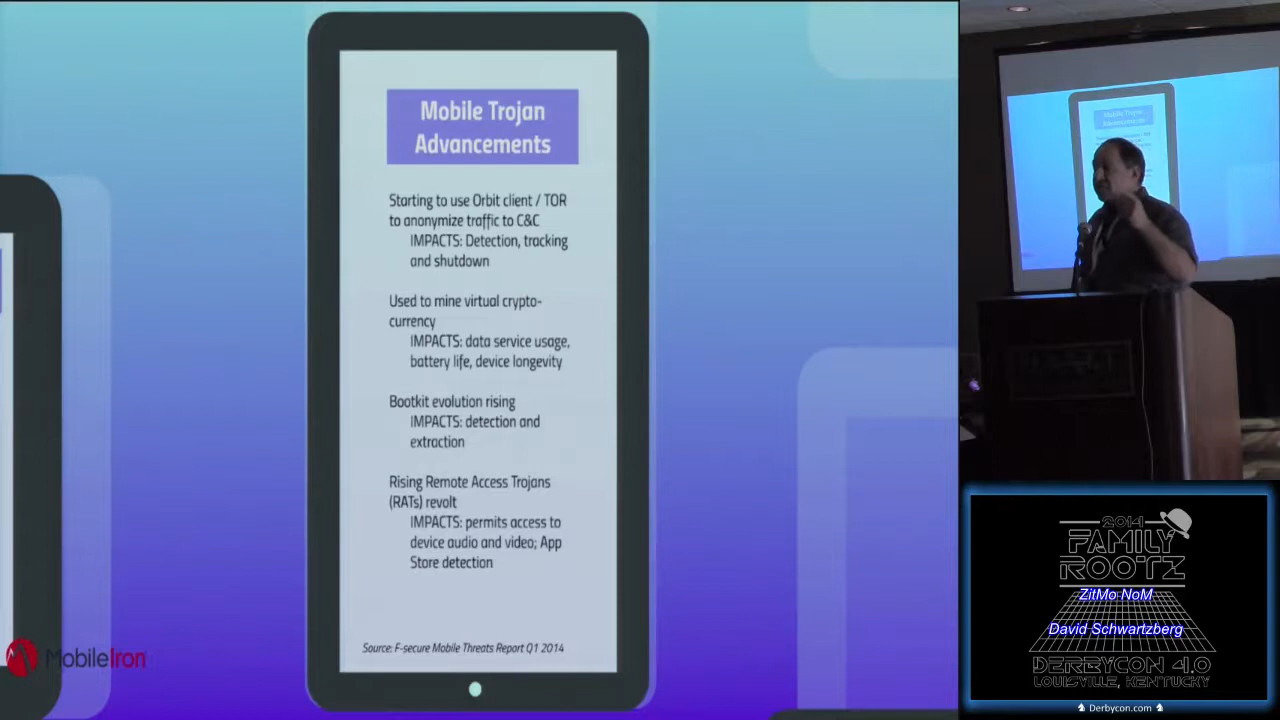 Mobile Trojan
Advancements
Starting to use Orbit client / TOR
to anonymize traffic to C&C
IMPACTS: Detection, tracking
and shutdown
Used to mine virtual crypto-
currency
IMPACTS: data service usage,
battery life, device longevity
Bootkit evolution rising
IMPACTS: detection and
extraction
Rising Remote Access Trojans
(RATs) revolt
IMPACTS: permits access to
device audio and video; App
Store detection
Source: F-secure Mobile Threats Report Q1 2014
MobileIron
Mobile Trojan
Advancements
2014
FAMILY
ROOTZ
ZitMo NoM
David Schwartzberg
DERBYCON 4.0
LOUISVILLE, KENTUCKY
Derbycon.com